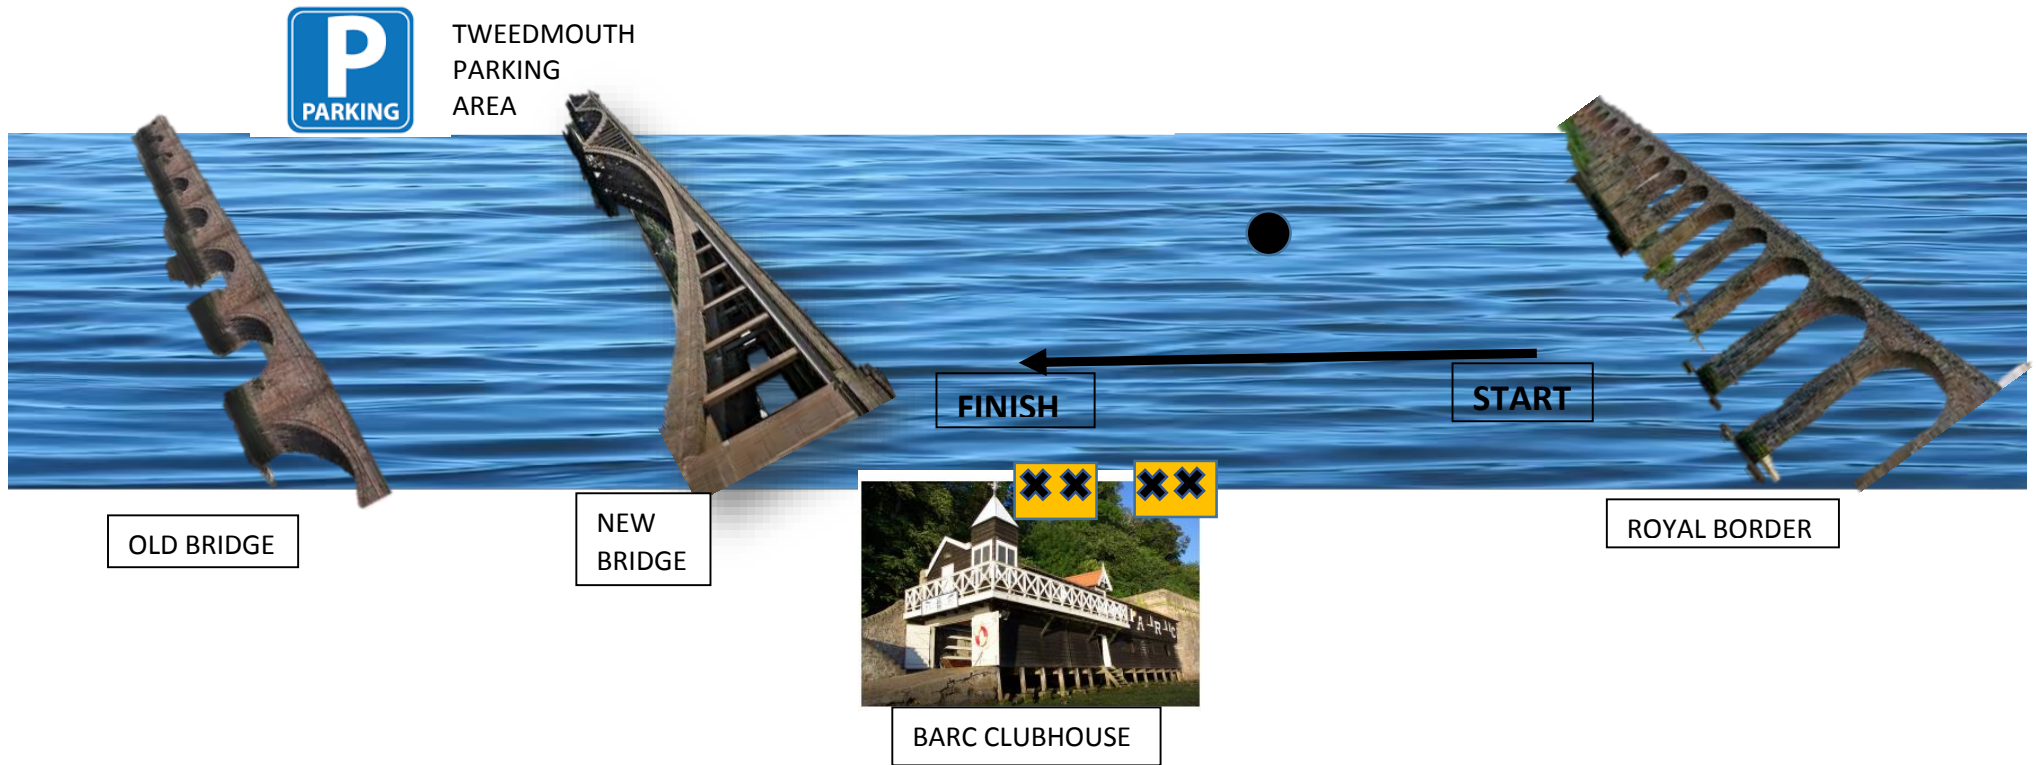 P
PARKING
TWEEDMOUTH
PARKING
AREA
FINISH
START
OLD BRIDGE
NEW
BRIDGE
ROYAL BORDER
BARC CLUBHOUSE